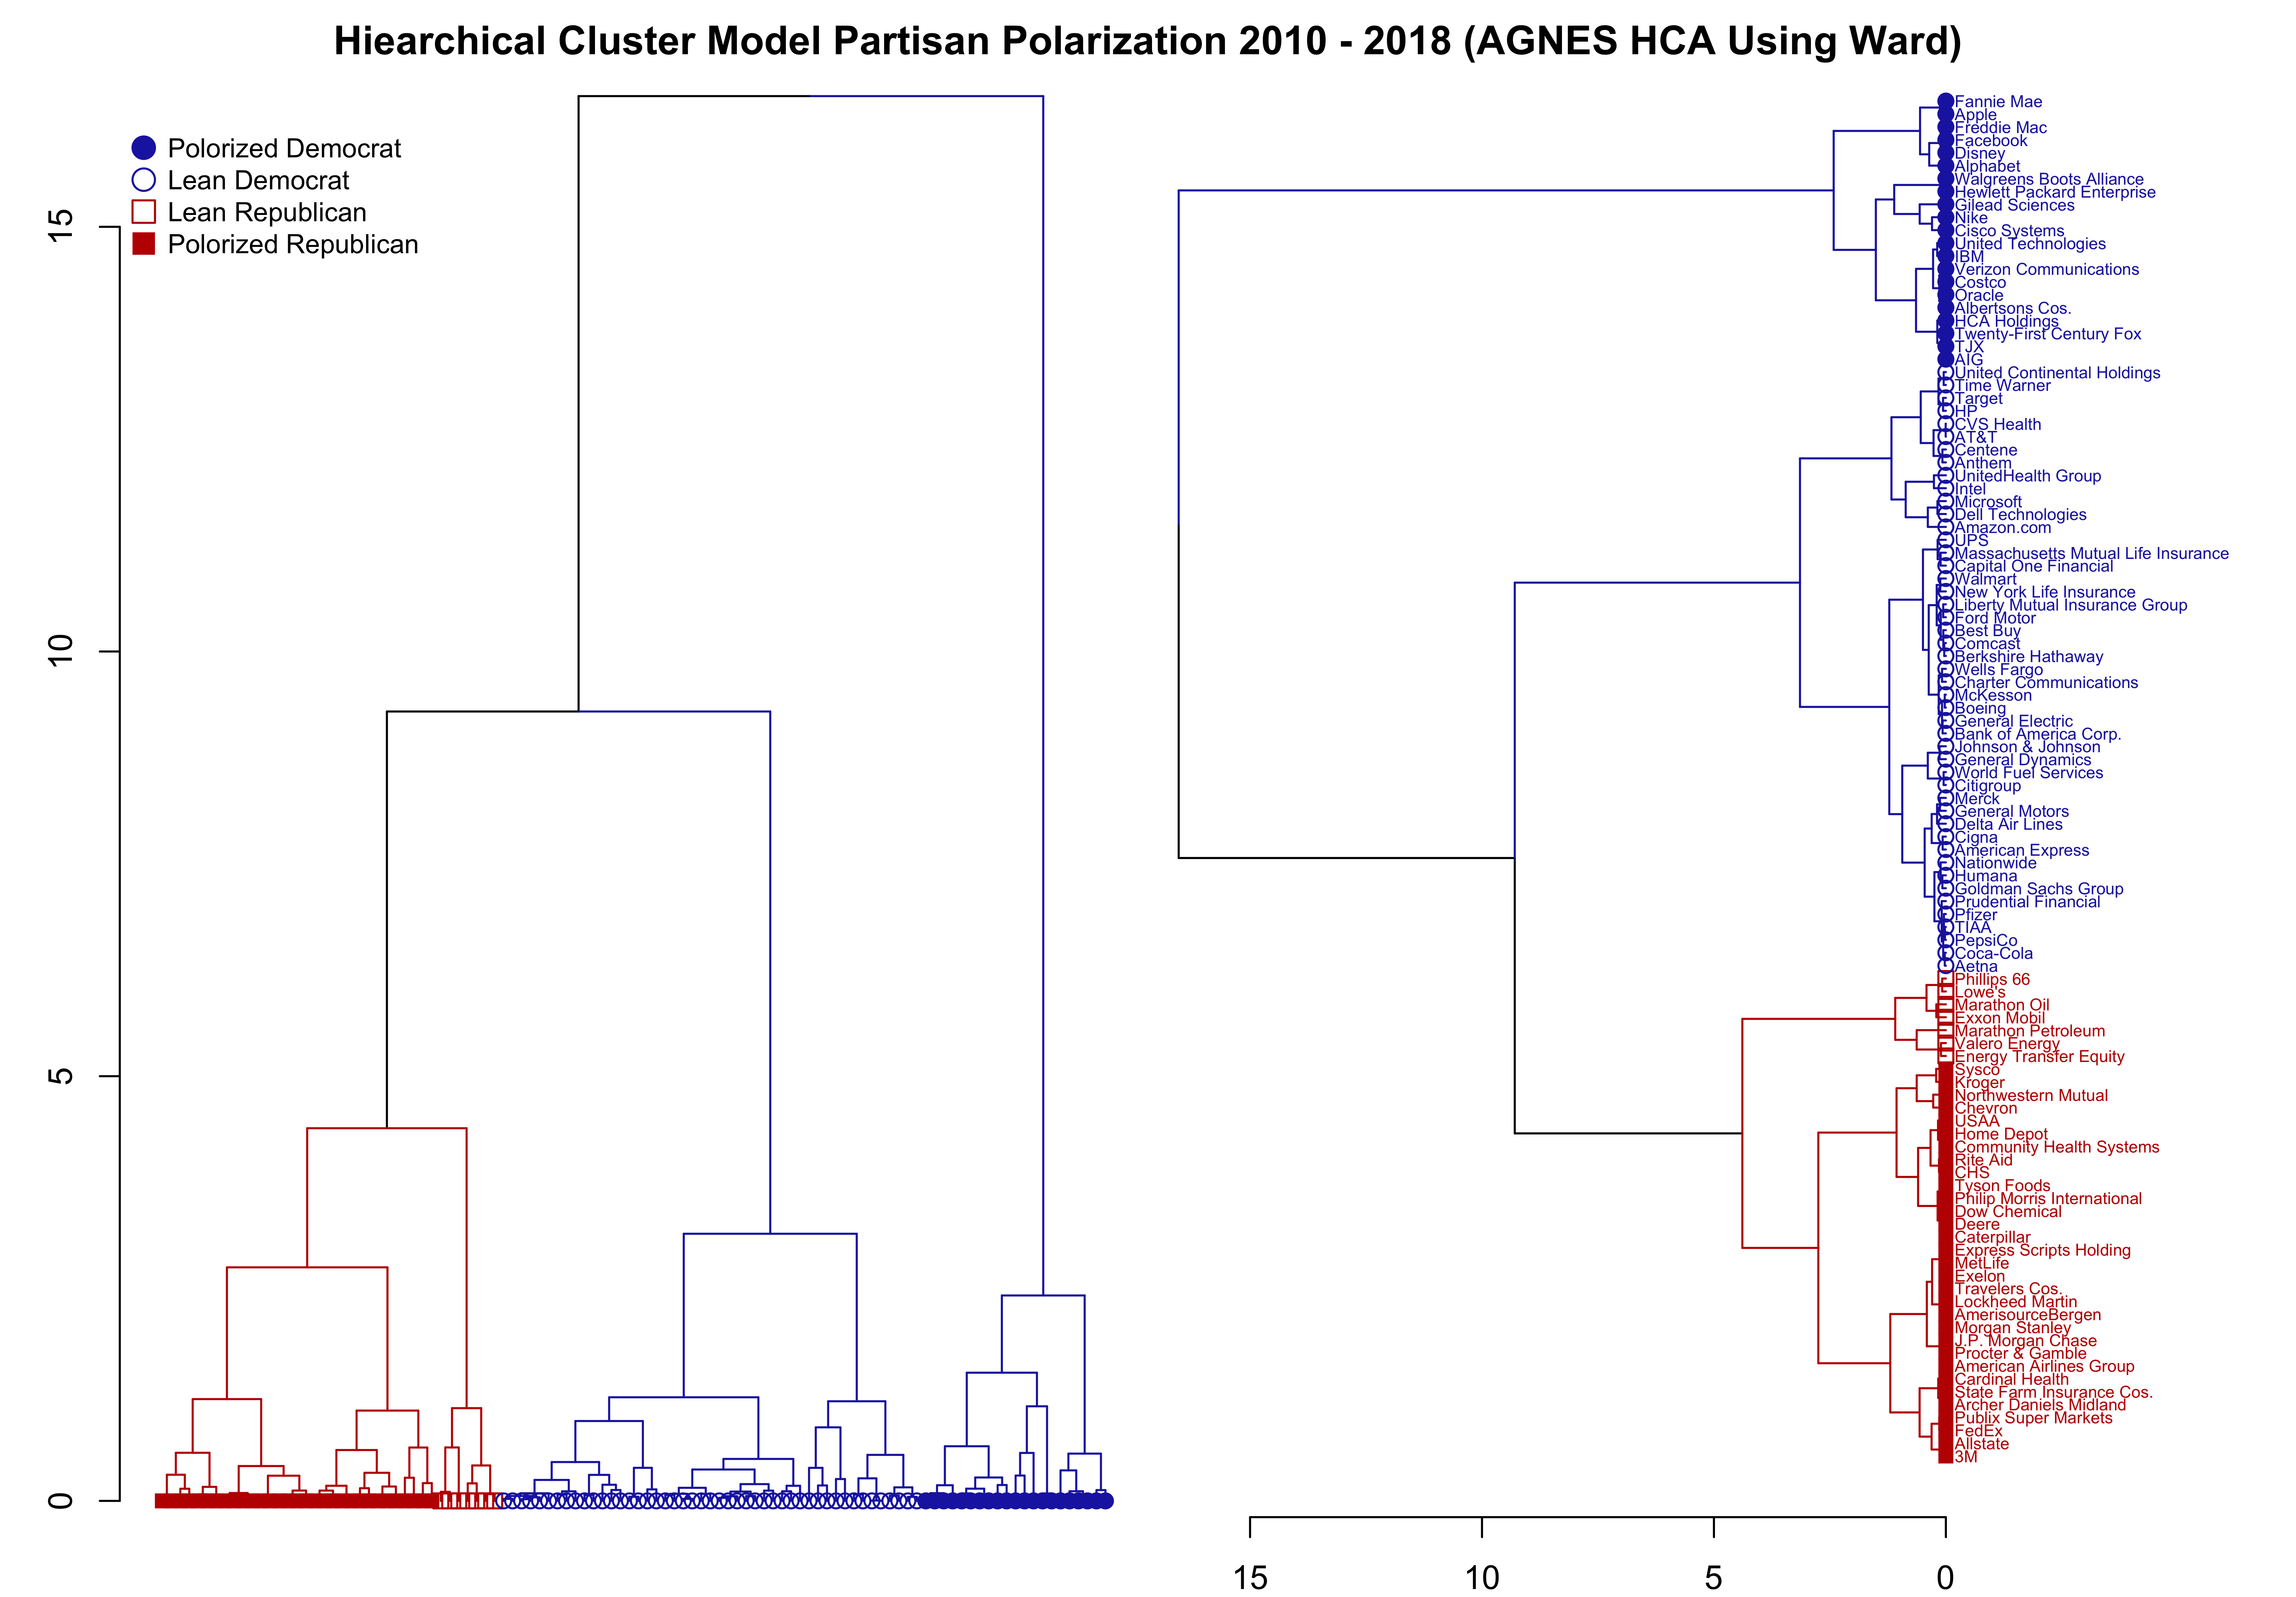 Hiearchical Cluster Model Partisan Polarization 2010 - 2018 (AGNES HCA Using Ward)
Polorized Democrat
Lean Democrat
Lean Republican
Polorized Republican
15
10
5
0
Fannie Mae
Apple
Freddie Mac
Facebook
Disney
Alphabet
Walgreens Boots Alliance
Hewlett Packard Enterprise
Gilead Sciences
Nike
Cisco Systems
United Technologies
IBM
Verizon Communications
Costco
Oracle
Albertsons Cos.
HCA Holdings
Twenty-First Century Fox
TJX
AIG
United Continental Holdings
Time Warner
Target
HP
CVS Health
AT&T
Centene
Anthem
UnitedHealth Group
Intel
Microsoft
Dell Technologies
Amazon.com
UPS
Massachusetts Mutual Life Insurance
Capital One Financial
Walmart
New York Life Insurance
Liberty Mutual Insurance Group
Ford Motor
Best Buy
Comcast
Berkshire Hathaway
Wells Fargo
Charter Communications
McKesson
Boeing
General Electric
Bank of America Corp.
Johnson & Johnson
General Dynamics
World Fuel Services
Citigroup
Merck
General Motors
Delta Air Lines
Cigna
American Express
Nationwide
Humana
Goldman Sachs Group
Prudential Financial
Pfizer
TIAA
PepsiCo
Coca-Cola
Aetna
Phillips 66
Lowe's
Marathon Oil
Exxon Mobil
Marathon Petroleum
Valero Energy
Energy Transfer Equity
Sysco
Kroger
Northwestern Mutual
Chevron
USAA
Home Depot
Community Health Systems
Rite Aid
CHS
Tyson Foods
Philip Morris International
Dow Chemical
Deere
Caterpillar
Express Scripts Holding
MetLife
Exelon
Travelers Cos.
Lockheed Martin
AmerisourceBergen
Morgan Stanley
J.P. Morgan Chase
Procter & Gamble
American Airlines Group
Cardinal Health
State Farm Insurance Cos.
Archer Daniels Midland
Publix Super Markets
FedEx
Allstate
3M
15 10 5 0